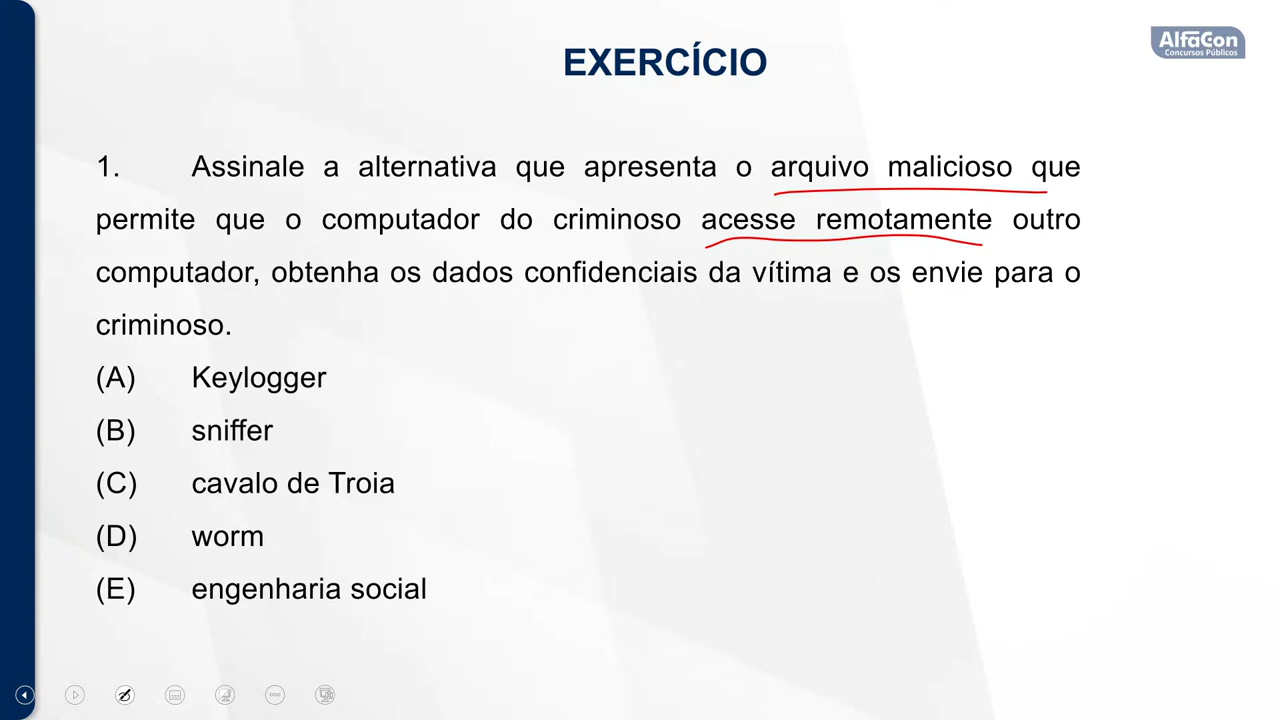 AlfaCon
Concursos Públicos
EXERCÍCIO
1. Assinale a alternativa que apresenta o arquivo malicioso que
permite que o computador do criminoso acesse remotamente outro
computador, obtenha os dados confidenciais da vítima e os envie para o
criminoso.
(A) Keylogger
(B) sniffer
(C) cavalo de Troia
(D) worm
(E) engenharia social